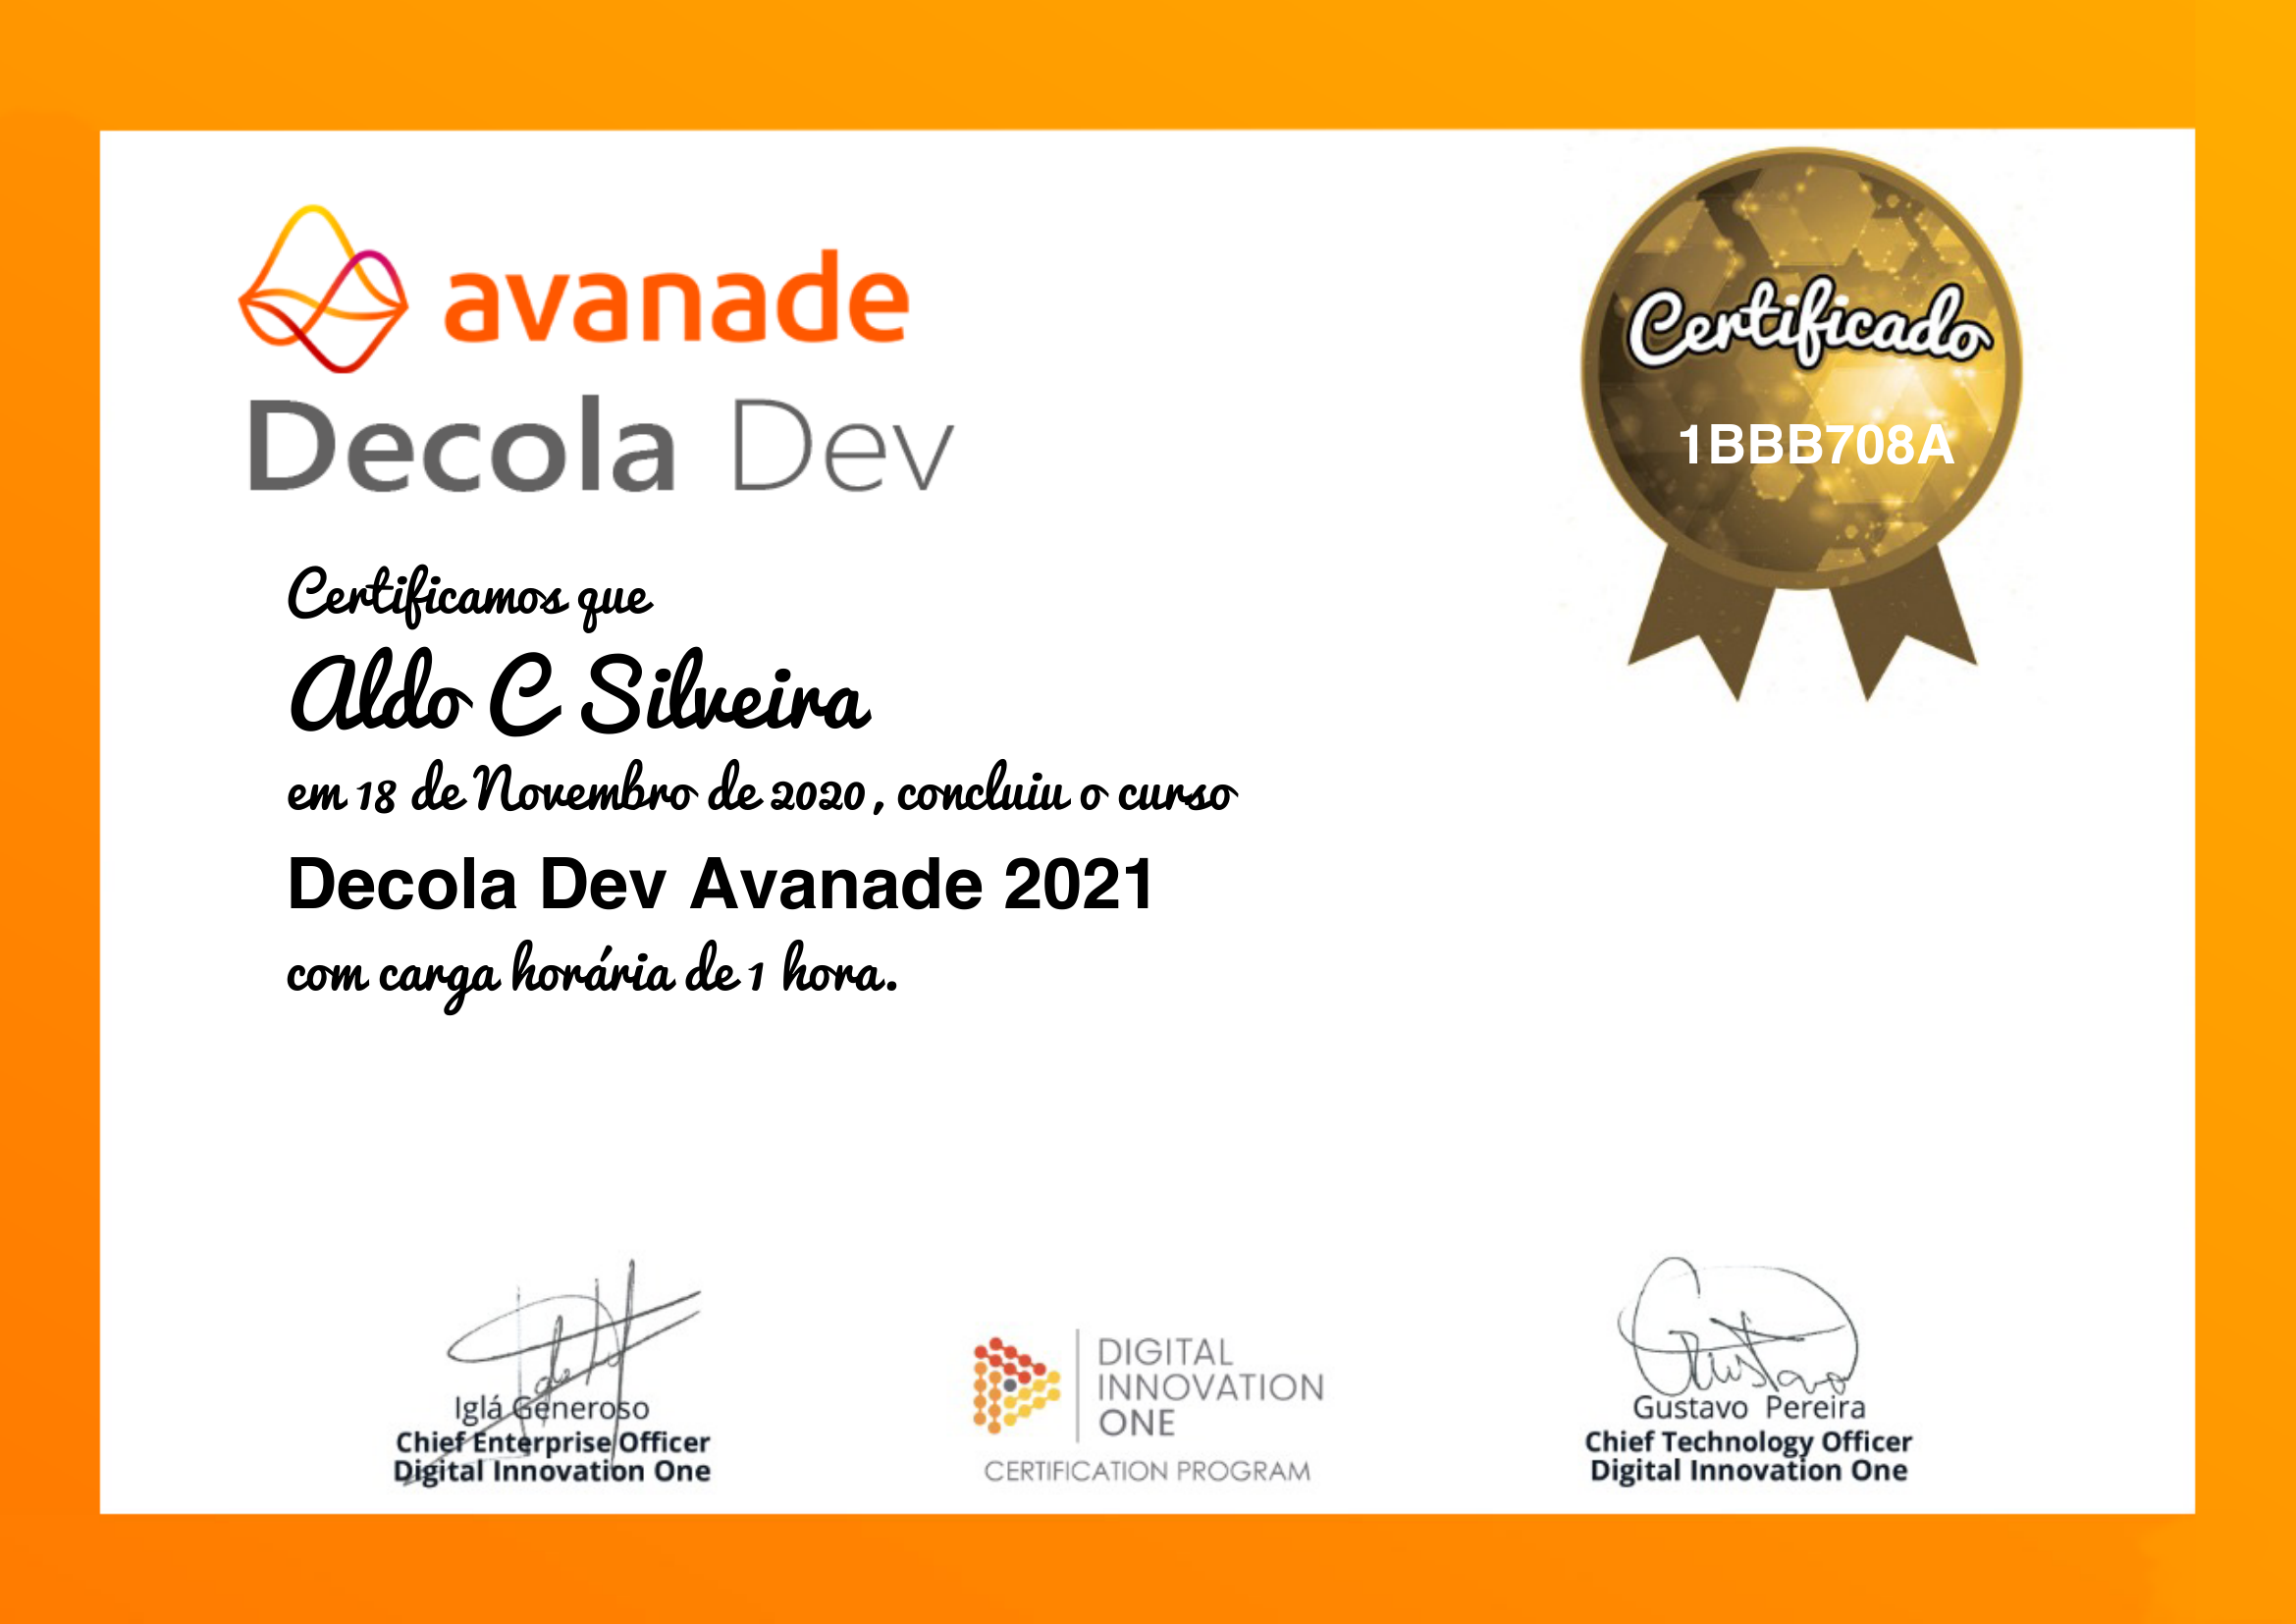 avanade
Decola Dev
Certificado
1BBB708A
Certificamos que
Aldo C Silveira
em 18 de Novembro de 2020, concluiu o curso
Decola Dev Avanade 2021
com carga horária de 1 hora.
Iglá Generoso
Chief Enterprise Officer
Digital Innovation One
DIGITAL
INNOVATION
ONE
CERTIFICATION PROGRAM
Gustavo
Gustavo Pereira
Chief Technology Officer
Digital Innovation One